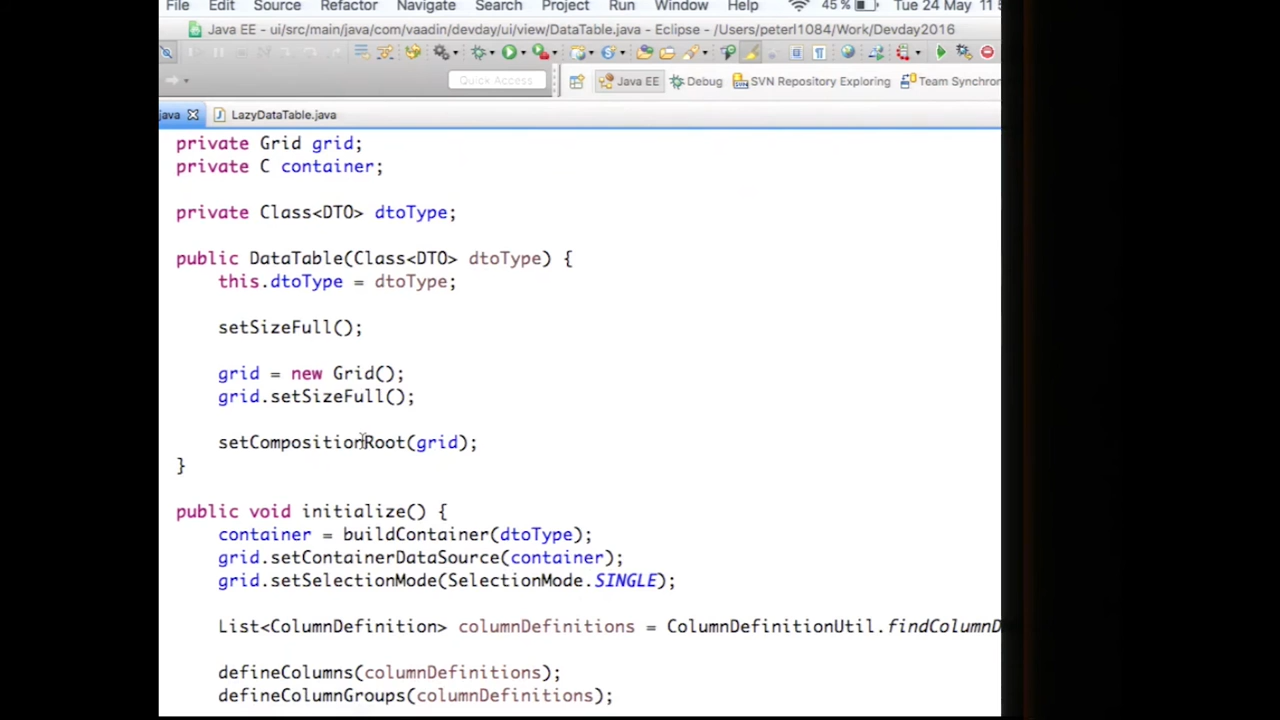 File Edit Source Refactor Navigate Search Project Run Window Help 45% Tue 24 May 11
Java EE - ui/src/main/java/com/vaadin/devday/ui/view/DataTable.java - Eclipse - /Users/peterl1084/Work/Devday2016
Quick Access Java EE Debug SVN Repository Exploring Team Synchron
java LazyDataTable.java
private Grid grid;
private C container;
private Class<DTO> dtoType;
public DataTable(Class<DTO> dtoType) {
this.dtoType = dtoType;
setSizeFull();
grid = new Grid();
grid.setSizeFull();
setCompositionRoot(grid);
}
public void initialize() {
container = buildContainer(dtoType);
grid.setContainerDataSource(container);
grid.setSelectionMode(SelectionMode.SINGLE);
List<ColumnDefinition> columnDefinitions = ColumnDefinitionUtil.findColumnD
defineColumns(columnDefinitions);
defineColumnGroups(columnDefinitions);